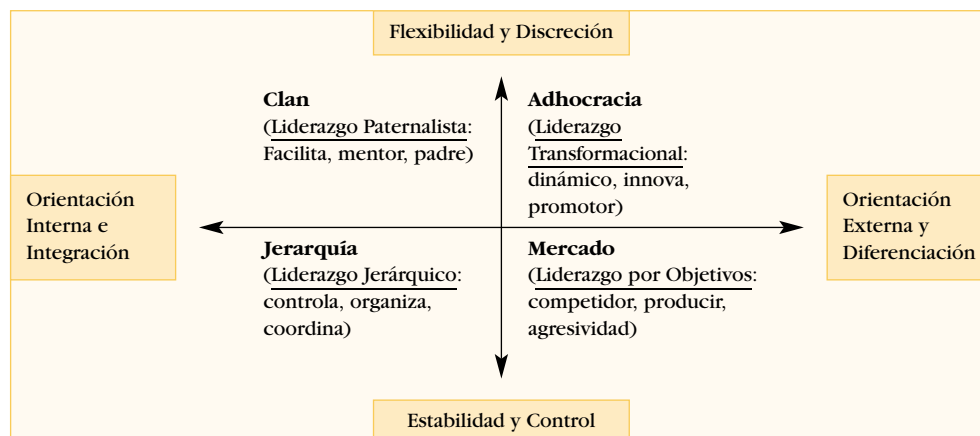 Flexibilidad y Discreción
Clan
(Liderazgo Paternalista:
Facilita, mentor, padre)
Adhocracia
(Liderazgo
Transformacional:
dinámico, innova,
promotor)
Orientación
Interna e
Integración
Orientación
Externa y
Diferenciación
Jerarquía
(Liderazgo Jerárquico:
controla, organiza,
coordina)
Mercado
(Liderazgo por Objetivos:
competidor, producir,
agresividad)
Estabilidad y Control